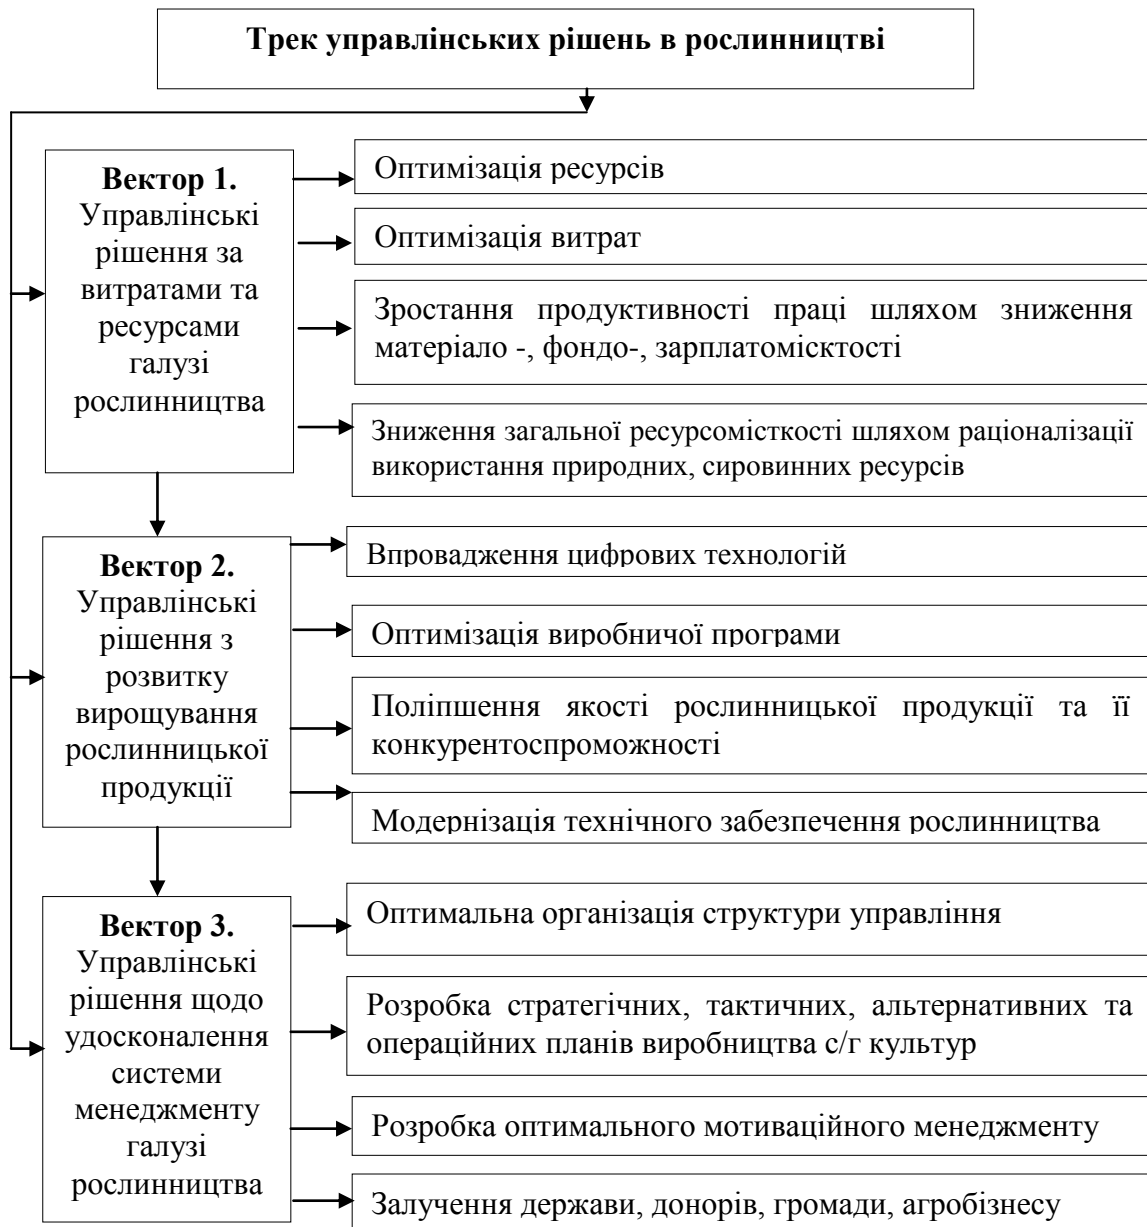 Трек управлінських рішень в рослинництві
Вектор 1.
Управлінські
рішення за
витратами та
ресурсами
галузі
рослинництва
Оптимізація ресурсів
Оптимізація витрат
Зростання продуктивності праці шляхом зниження
матеріало -, фондо-, зарплатомісктості
Зниження загальної ресурсомісткості шляхом раціоналізації
використання природних, сировинних ресурсів
Вектор 2.
Управлінські
рішення з
розвитку
вирощування
рослинницької
продукції
Впровадження цифрових технологій
Оптимізація виробничої програми
Поліпшення якості рослинницької продукції та її
конкурентоспроможності
Модернізація технічного забезпечення рослинництва
Вектор 3.
Управлінські
рішення щодо
удосконалення
системи
менеджменту
галузі
рослинництва
Оптимальна організація структури управління
Розробка стратегічних, тактичних, альтернативних та
операційних планів виробництва с/г культур
Розробка оптимального мотиваційного менеджменту
Залучення держави, донорів, громади, агробізнесу